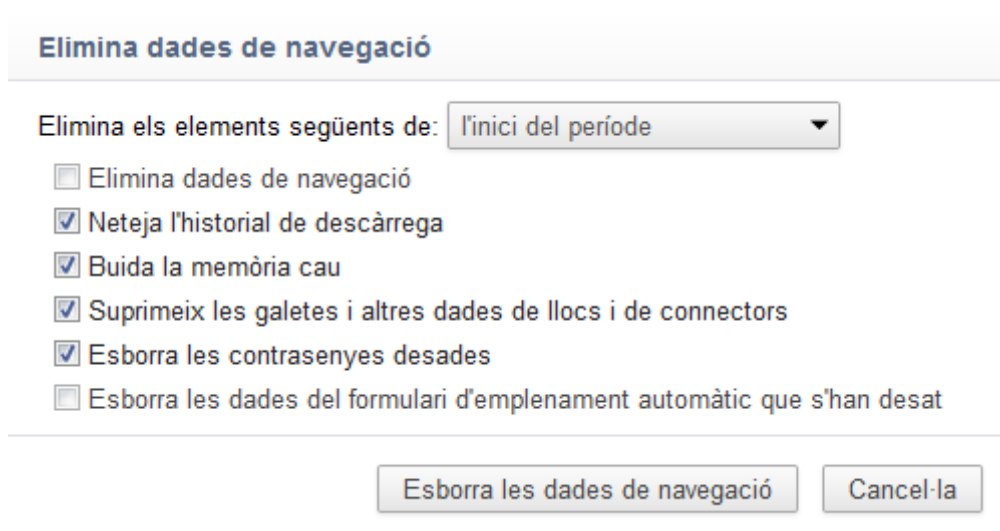 Elimina dades de navegació
Elimina els elements següents de: l'inici del període
Elimina dades de navegació
Neteja l'historial de descàrrega
Buida la memòria cau
Suprimeix les galetes i altres dades de llocs i de connectors
Esborra les contrasenyes desades
Esborra les dades del formulari d'emplenament automàtic que s'han desat
Esborra les dades de navegació Cancel·la